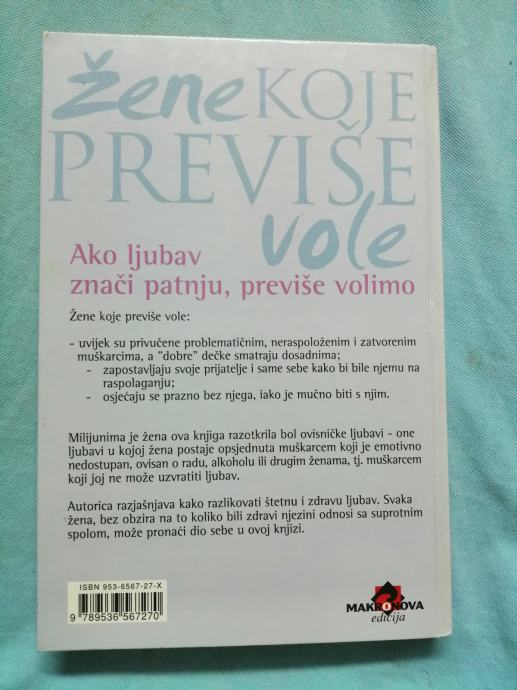 žene KOJE
PREVIŠE
vole
Ako ljubav
znači patnju, previše volimo
Žene koje previše vole:
- uvijek su privučene problematičnim, neraspoloženim i zatvorenim
muškarcima, a "dobre" dečke smatraju dosadnima;
- zapostavljaju svoje prijatelje i same sebe kako bi bile njemu na
raspolaganju;
- osjećaju se prazno bez njega, iako je mučno biti s njim.
Milijunima je žena ova knjiga razotkrila bol ovisničke ljubavi - one
ljubavi u kojoj žena postaje opsjednuta muškarcem koji je emotivno
nedostupan, ovisan o radu, alkoholu ili drugim ženama, tj. muškarcem
koji joj ne može uzvratiti ljubav.
Autorica razjašnjava kako razlikovati štetnu i zdravu ljubav. Svaka
žena, bez obzira na to koliko bili zdravi njezini odnosi sa suprotnim
spolom, može pronaći dio sebe u ovoj knjizi.
ISBN 953-6567-27-X
9 789536 567270
MAKRONOVA
edicija